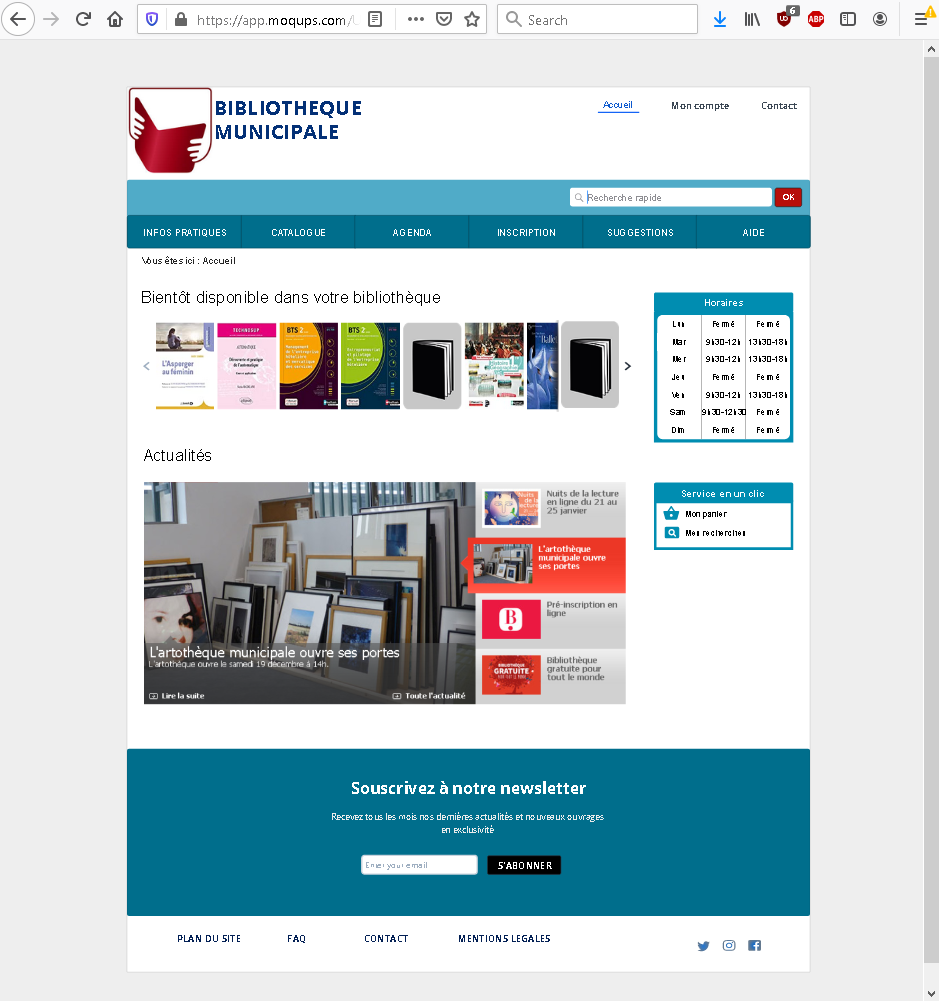 https://app.moqups.com/
Search
6
ABP
BIBLIOTHEQUE
MUNICIPALE
Accueil
Mon compte
Contact
Recherche rapide
OK
INFOS PRATIQUES
CATALOGUE
AGENDA
INSCRIPTION
SUGGESTIONS
AIDE
Vous êtes ici : Accueil
Bientôt disponible dans votre bibliothèque
L'Asperger
au féminin
TECHNOSUP
BTS 2
BTS 2
Actualités
Nuits de la lecture
en ligne du 21 au
25 janvier
L'artothèque
municipale ouvre
ses portes
Pré-inscription en
ligne
BIBLIOTHÈQUE
GRATUITE
Bibliothèque
gratuite pour
tout le monde
L'artothèque municipale ouvre ses portes
L'artothèque ouvre le samedi 19 décembre à 14h.
Lire la suite
Toute l'actualité
Horaires
Lun Fermé Fermé
Mar 9h30-12h 13h30-18h
Mer 9h30-12h 13h30-18h
Jeu Fermé Fermé
Ven 9h30-12h 13h30-18h
Sam 9h30-12h30 Fermé
Dim Fermé Fermé
Service en un clic
Mon panier
Mes recherches
Souscrivez à notre newsletter
Recevez tous les mois nos dernières actualités et nouveaux ouvrages
en exclusivité
Enter your email
S'ABONNER
PLAN DU SITE
FAQ
CONTACT
MENTIONS LEGALES